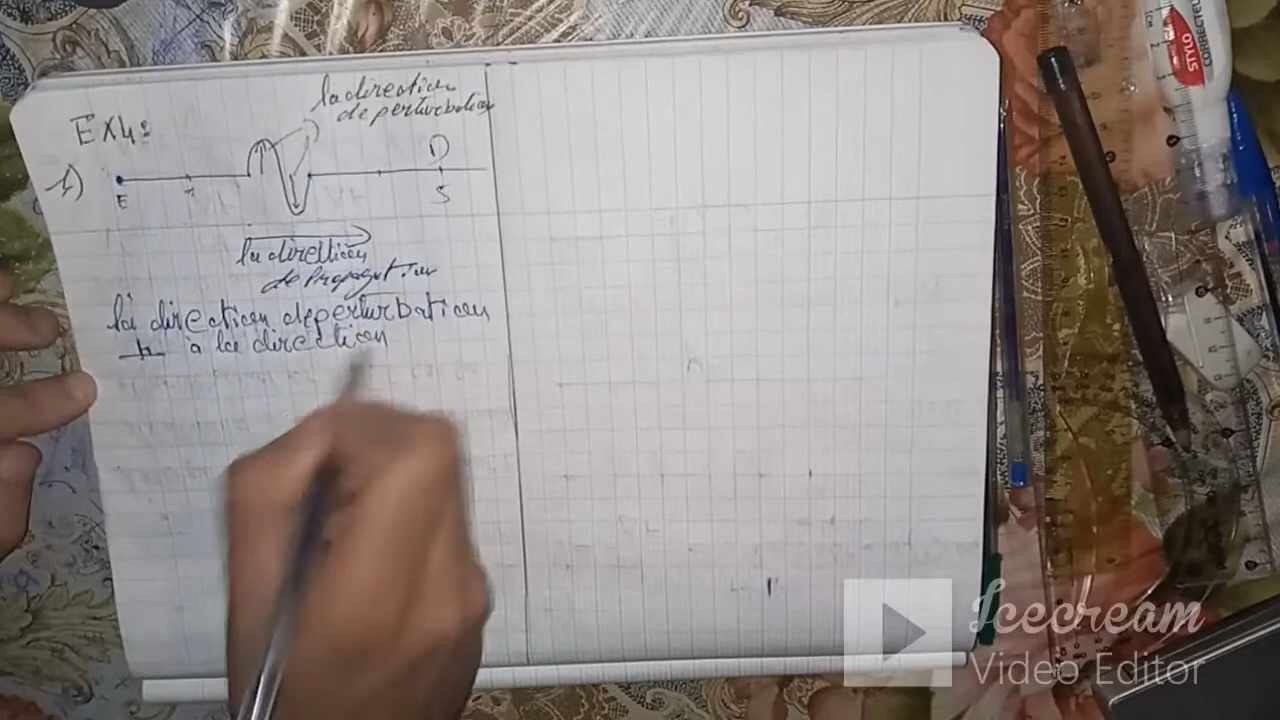 la direction
de perturbation
EX4:
1)
D
E
S
la direction
de Propagation
la direction de perturbation
à la direction
STYLO
CORRECTEUR
Icecream
Video Editor